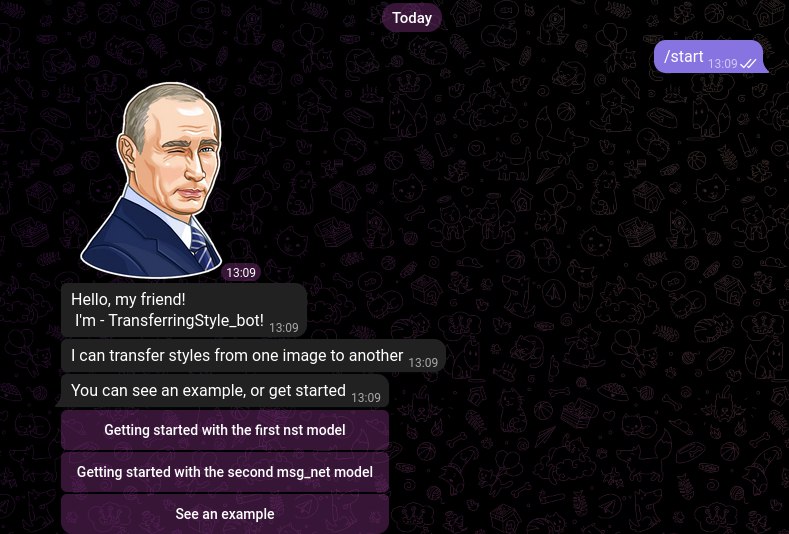 Today
/start 13:09
13:09
Hello, my friend!
I'm - TransferringStyle_bot! 13:09
I can transfer styles from one image to another 13:09
You can see an example, or get started 13:09
Getting started with the first nst model
Getting started with the second msg_net model
See an example